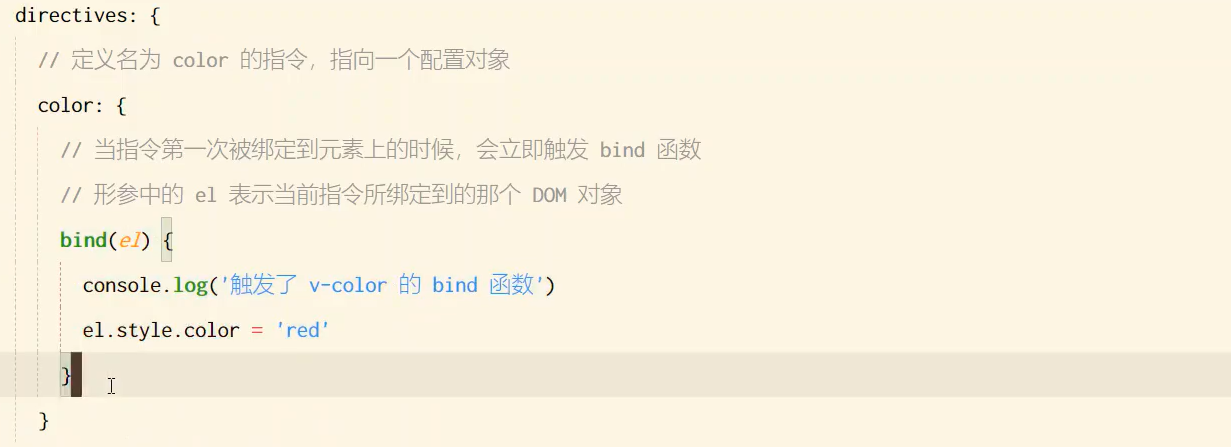 directives: {
// 定义名为 color 的指令，指向一个配置对象
color: {
// 当指令第一次被绑定到元素上的时候，会立即触发 bind 函数
// 形参中的 el 表示当前指令所绑定到的那个 DOM 对象
bind(el) {
console.log('触发了 v-color 的 bind 函数')
el.style.color = 'red'
}
}